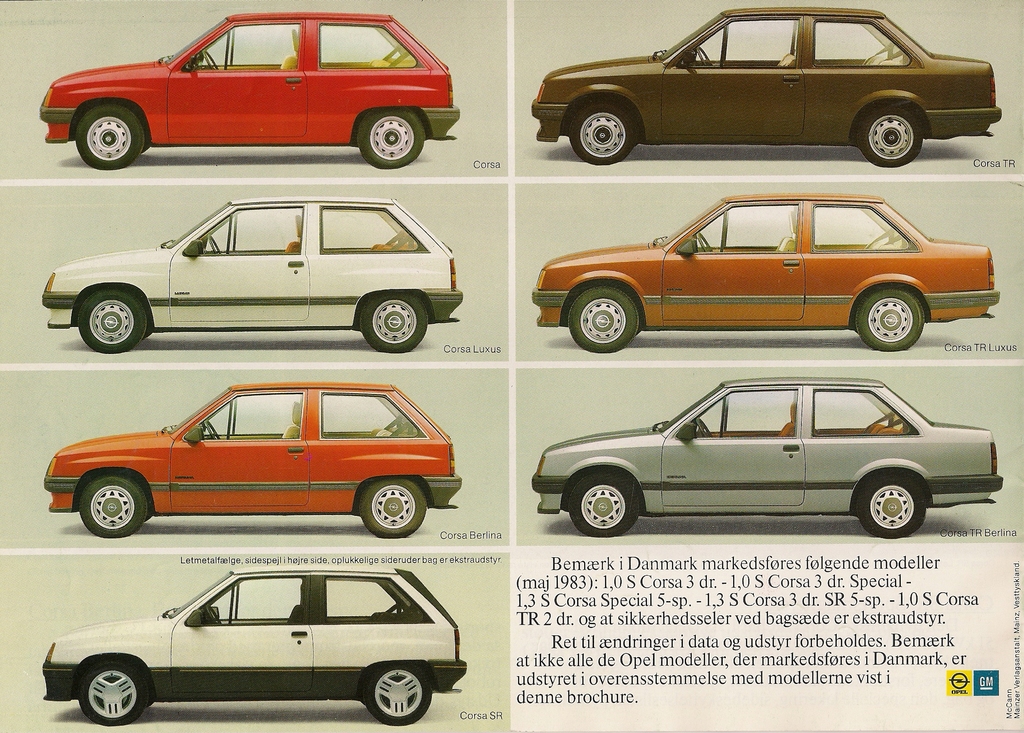 Corsa
Corsa TR
Corsa Luxus
Corsa TR Luxus
Corsa Berlina
Corsa TR Berlina
Letmetalfælge, sidespejl i højre side, oplukkelige sideruder bag er ekstraudstyr.
Corsa SR
Bemærk i Danmark markedsføres følgende modeller
(maj 1983): 1,0 S Corsa 3 dr. - 1,0 S Corsa 3 dr. Special -
1,3 S Corsa Special 5-sp. - 1,3 S Corsa 3 dr. SR 5-sp. - 1,0 S Corsa
TR 2 dr. og at sikkerhedsseler ved bagsæde er ekstraudstyr.
Ret til ændringer i data og udstyr forbeholdes. Bemærk
at ikke alle de Opel modeller, der markedsføres i Danmark, er
udstyret i overensstemmelse med modellerne vist i
denne brochure.
OPEL
GM
McCann
Mainzer Verlagsanstalt, Mainz, Vesttyskland.